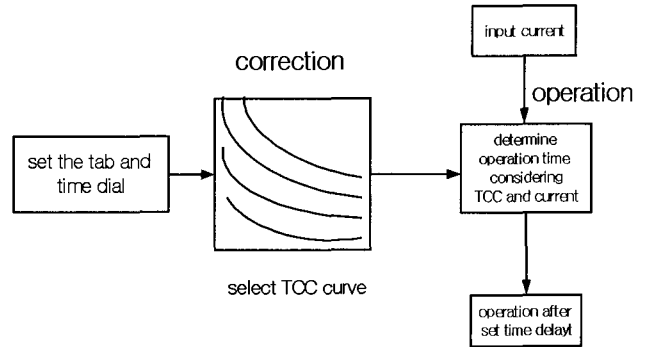 correction
set the tab and
time dial
select TCC curve
input current
operation
determine
operation time
considering
TCC and current
operation after
set time delayt